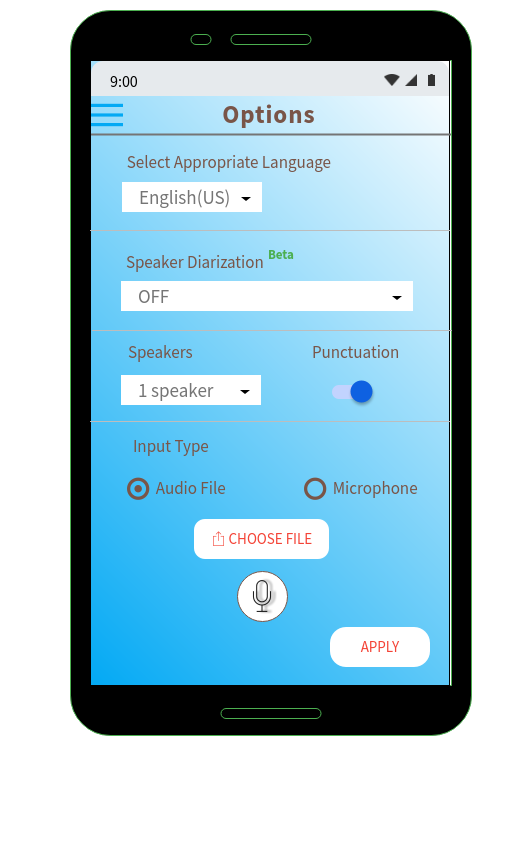 9:00
Options
Select Appropriate Language
English(US)
Speaker Diarization Beta
OFF
Speakers
Punctuation
1 speaker
Input Type
Audio File
Microphone
CHOOSE FILE
APPLY